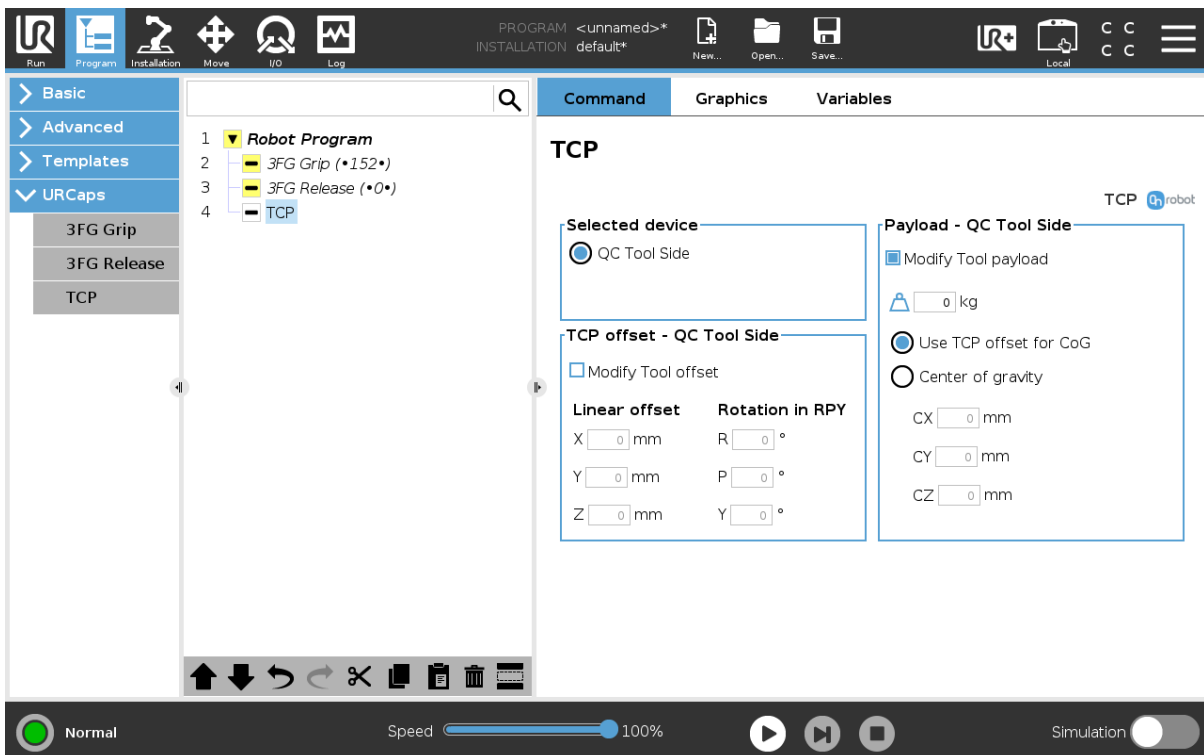 UR
PROGRAM <unnamed>*
INSTALLATION default*
UR+
C C
C C
Run Program Installation Move I/O Log
New... Open... Save...
Local
Basic
Advanced
Templates
URCaps
3FG Grip
3FG Release
TCP
1 Robot Program
2 3FG Grip (•152•)
3 3FG Release (•0•)
4 TCP
Command Graphics Variables
TCP
TCP On robot
Selected device
QC Tool Side
TCP offset - QC Tool Side
Modify Tool offset
Linear offset Rotation in RPY
X 0 mm R 0 °
Y 0 mm P 0 °
Z 0 mm Y 0 °
Payload - QC Tool Side
Modify Tool payload
0 kg
Use TCP offset for CoG
Center of gravity
CX 0 mm
CY 0 mm
CZ 0 mm
Normal
Speed 100%
Simulation